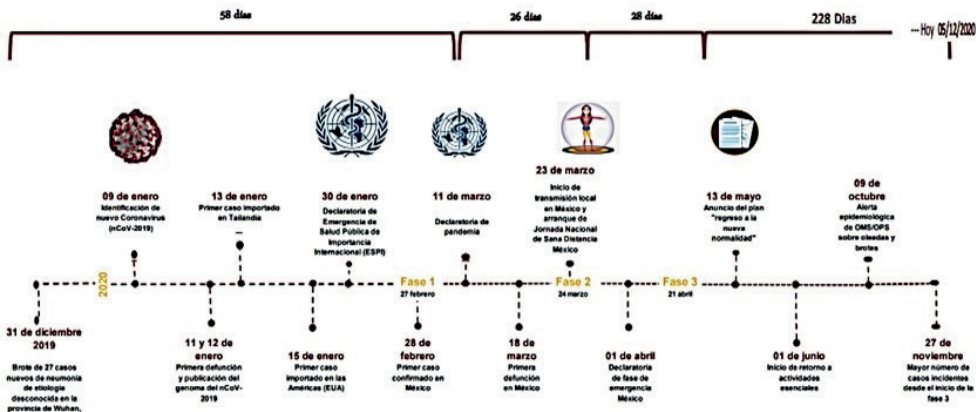 58 días
26 días
28 días
228 Dias
--- Hoy 05/12/2020
09 de enero
Identificación de
nuevo Coronavirus
(nCoV-2019)
13 de enero
Primer caso importado
en Tailandia
30 de enero
Declaratoria de
Emergencia de
Salud Pública de
Importancia
Internacional (ESPI)
11 de marzo
Declaratoria de
pandemia
23 de marzo
Inicio de
transmisión local
en México y
arranque de
Jornada Nacional
de Sana Distancia
México
13 de mayo
Anuncio del plan
"regreso a la
nueva
normalidad"
09 de
octubre
Alerta
epidemiológica
de OMS/OPS
sobre oleadas y
brotes
2020
Fase 1
27 febrero
Fase 2
24 marzo
Fase 3
21 abril
31 de diciembre
2019
Brote de 27 casos
nuevos de neumonía
de etiología
desconocida en la
provincia de Wuhan,
11 y 12 de
enero
Primera defunción
y publicación del
genoma del nCoV-
2019
15 de enero
Primer caso
importado en las
Américas (EUA)
28 de
febrero
Primer caso
confirmado en
México
18 de
marzo
Primera
defunción
en México
01 de abril
Declaratoria
de fase de
emergencia
México
01 de junio
Inicio de retorno a
actividades
esenciales
27 de
noviembre
Mayor número de
casos incidentes
desde el inicio de la
fase 3